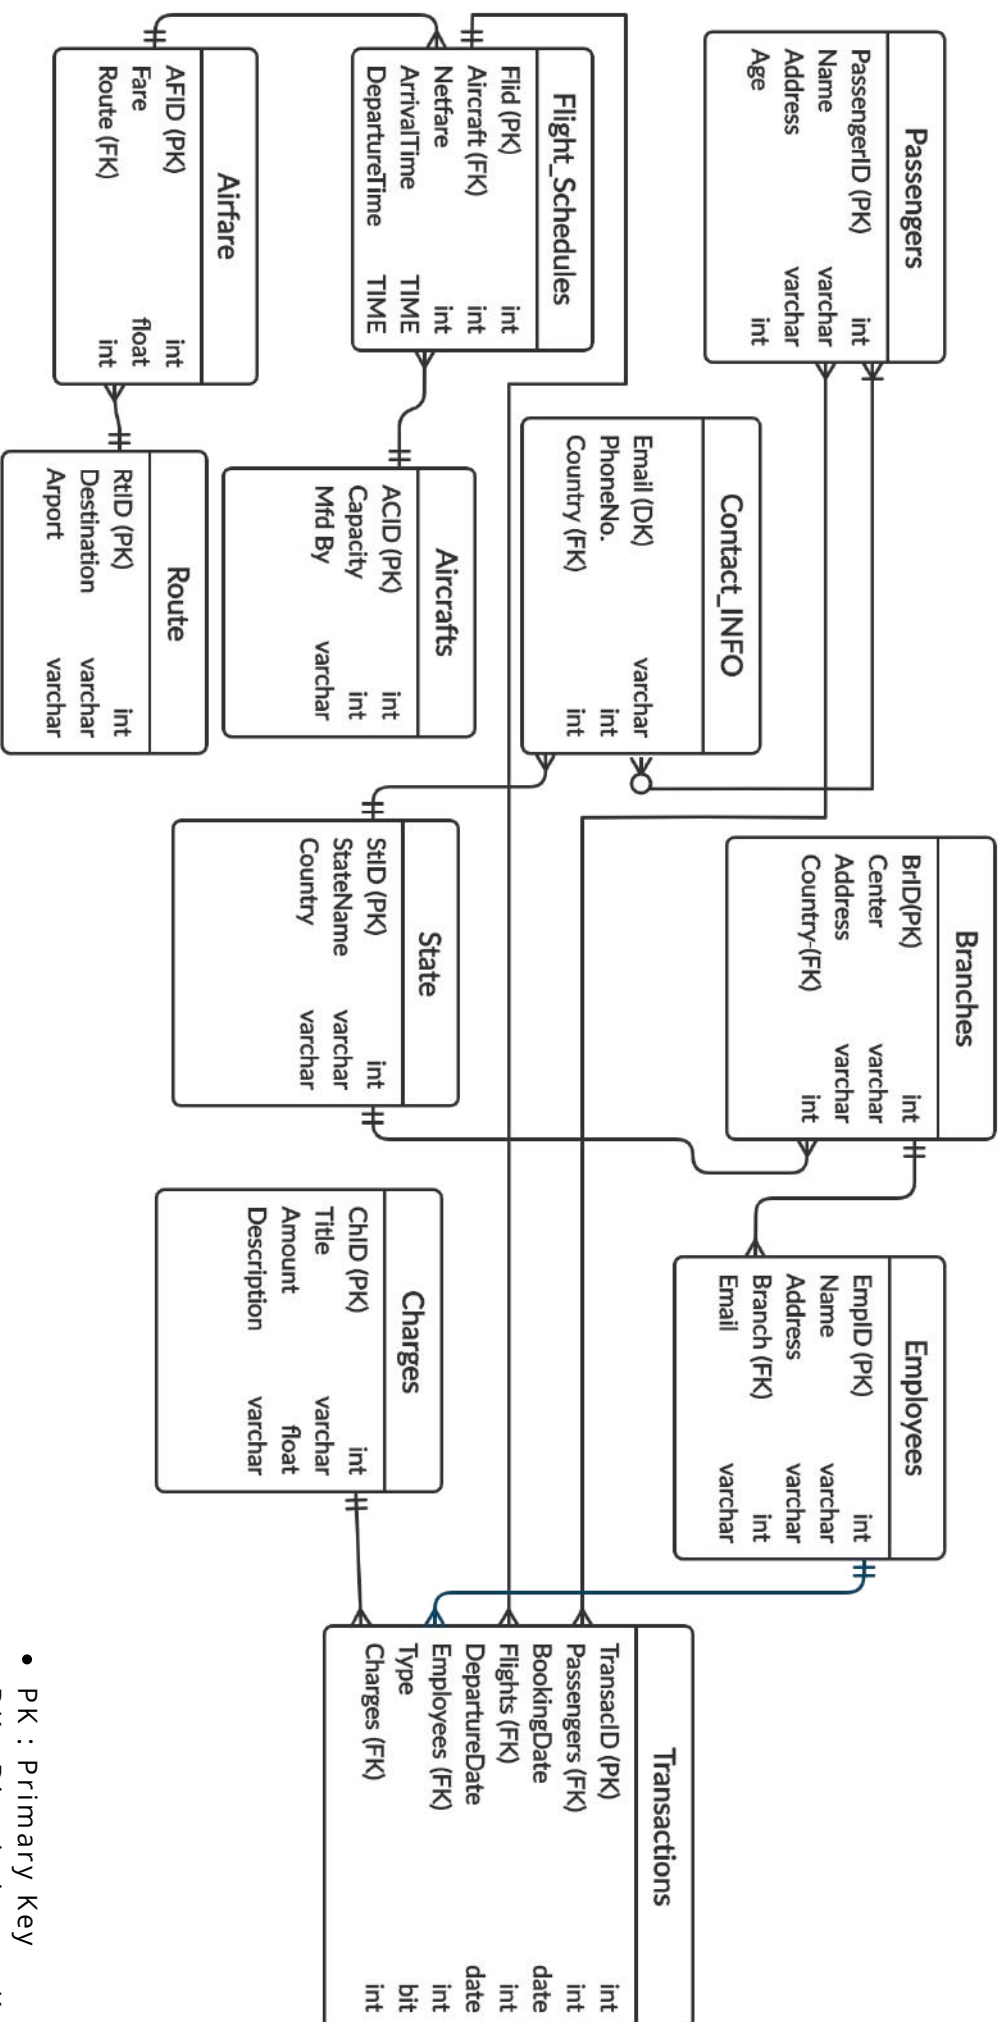 Passengers
PassengerID (PK) int
Name varchar
Address varchar
Age int
Branches
BrID(PK) int
Center varchar
Address varchar
Country-(FK) int
Employees
EmpID (PK) int
Name varchar
Address varchar
Branch (FK) int
Email varchar
Contact_INFO
Email (DK) varchar
PhoneNo. int
Country (FK) int
Transactions
TransacID (PK) int
Passengers (FK) int
BookingDate date
Flights (FK) int
DepartureDate date
Employees (FK) int
Type bit
Charges (FK) int
Flight_Schedules
Flid (PK) int
Aircraft (FK) int
Netfare int
ArrivalTime TIME
DepartureTime TIME
Aircrafts
ACID (PK) int
Capacity int
Mfd By varchar
State
StID (PK) int
StateName varchar
Country varchar
Charges
ChID (PK) int
Title varchar
Amount float
Description varchar
Airfare
AFID (PK) int
Fare float
Route (FK) int
Route
RtID (PK) int
Destination varchar
Arport varchar
• PK : Primary Key